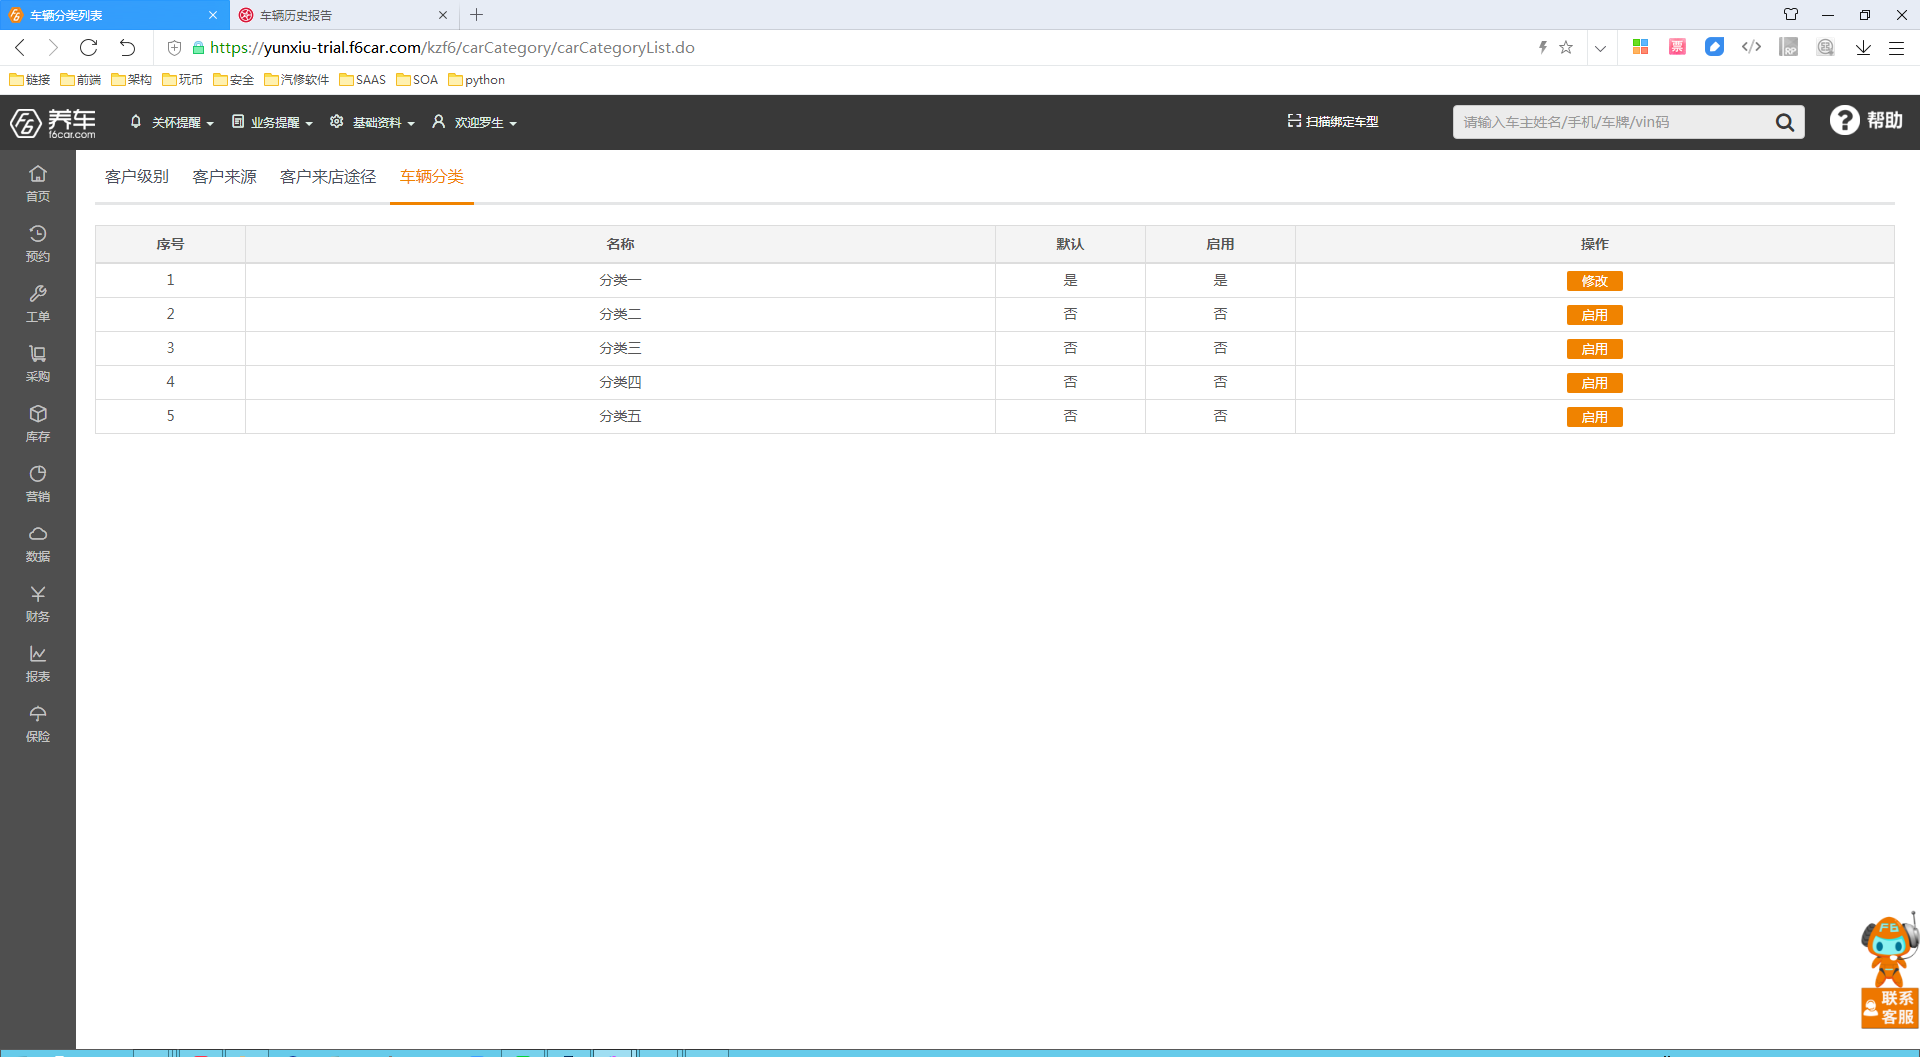 车辆分类列表
车辆历史报告
https://yunxiu-trial.f6car.com/kzf6/carCategory/carCategoryList.do
票
RP
链接 前端 架构 玩币 安全 汽修软件 SAAS SOA python
养车
f6car.com
关怀提醒 业务提醒 基础资料 欢迎罗生
扫描绑定车型
请输入车主姓名/手机/车牌/vin码
帮助
首页
预约
工单
采购
库存
营销
数据
财务
报表
保险
客户级别 客户来源 客户来店途径 车辆分类
序号 名称 默认 启用 操作
1 分类一 是 是 修改
2 分类二 否 否 启用
3 分类三 否 否 启用
4 分类四 否 否 启用
5 分类五 否 否 启用
F6
联系
客服